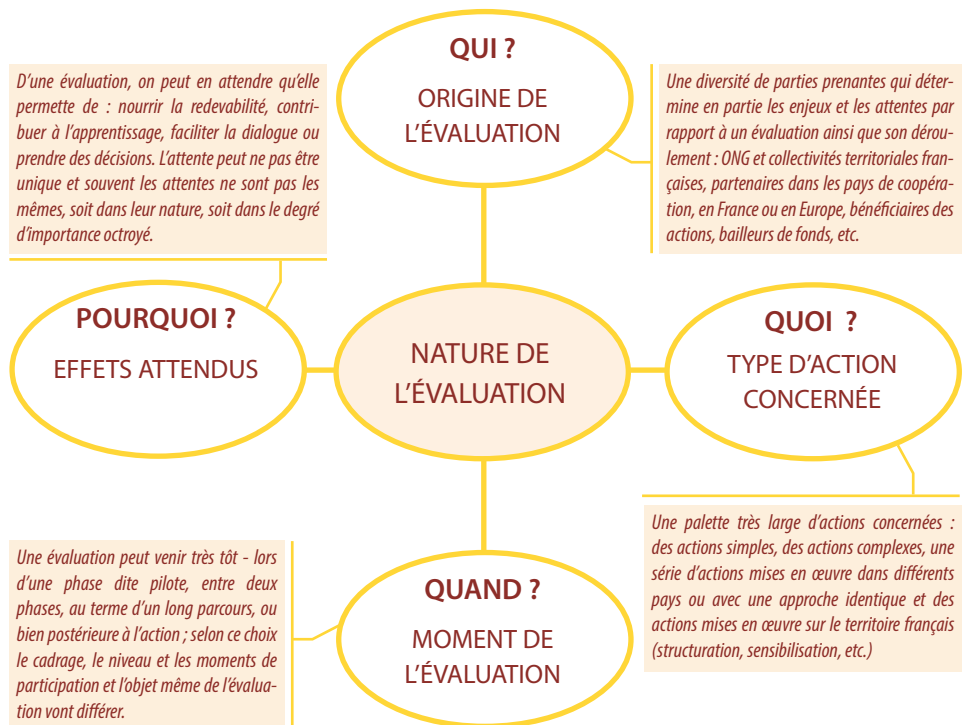 QUI ?
ORIGINE DE
L’ÉVALUATION
D’une évaluation, on peut en attendre qu’elle
permette de : nourrir la redevabilité, contri-
buer à l’apprentissage, faciliter la dialogue ou
prendre des décisions. L’attente peut ne pas être
unique et souvent les attentes ne sont pas les
mêmes, soit dans leur nature, soit dans le degré
d’importance octroyé.
Une diversité de parties prenantes qui déter-
mine en partie les enjeux et les attentes par
rapport à un évaluation ainsi que son dérou-
lement : ONG et collectivités territoriales fran-
çaises, partenaires dans les pays de coopéra-
tion, en France ou en Europe, bénéficiaires des
actions, bailleurs de fonds, etc.
POURQUOI ?
EFFETS ATTENDUS
NATURE DE
L’ÉVALUATION
QUOI ?
TYPE D’ACTION
CONCERNÉE
Une évaluation peut venir très tôt - lors
d’une phase dite pilote, entre deux
phases, au terme d’un long parcours, ou
bien postérieure à l’action ; selon ce choix
le cadrage, le niveau et les moments de
participation et l’objet même de l’évalua-
tion vont différer.
QUAND ?
MOMENT DE
L’ÉVALUATION
Une palette très large d’actions concernées :
des actions simples, des actions complexes, une
série d’actions mises en œuvre dans différents
pays ou avec une approche identique et des
actions mises en œuvre sur le territoire français
(structuration, sensibilisation, etc.)